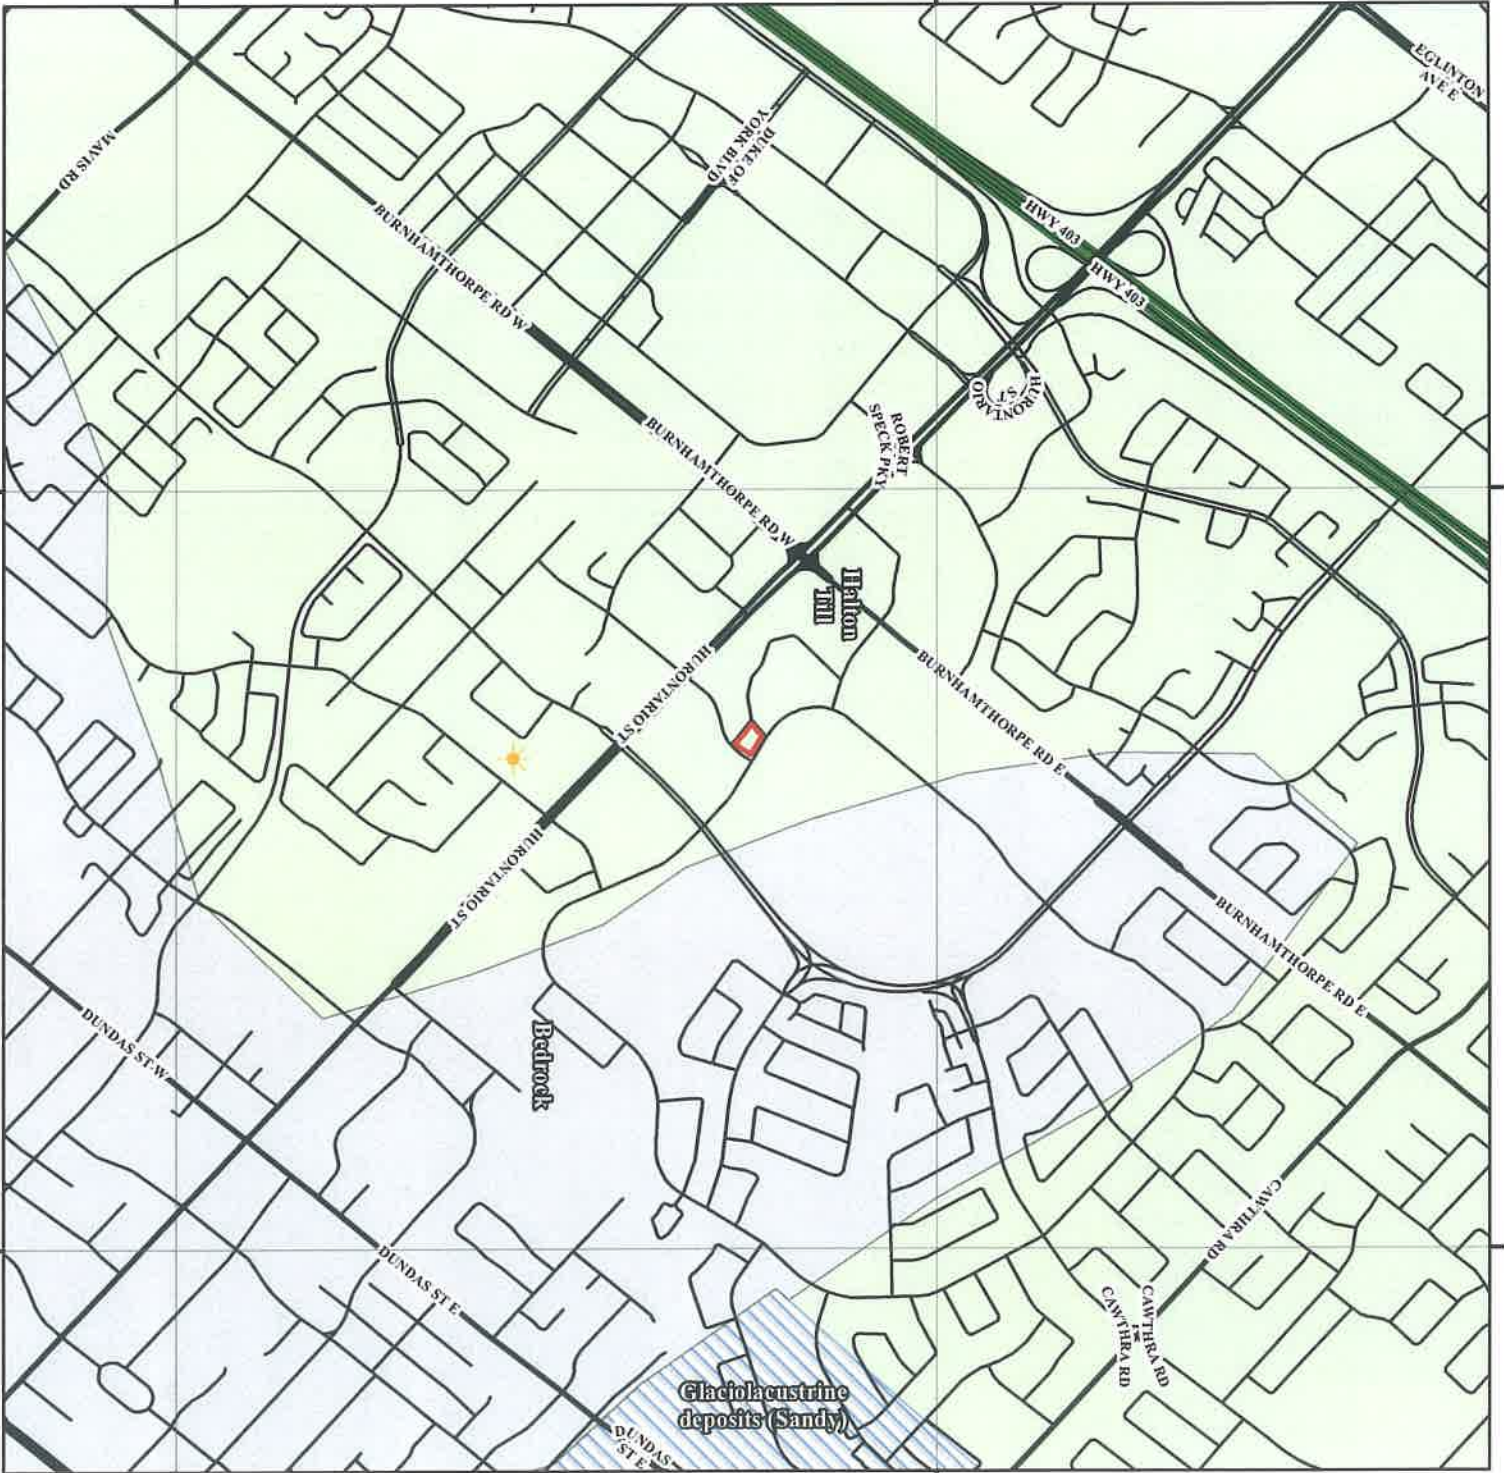 EGLINTON
AVE E
MAVIS RD
DUKE OF
YORK BLVD
BURNHAMTHORPE RD W
HWY 403
HWY 403
HURONTARIO
ST
ROBERT
SPECK PKY
BURNHAMTHORPE RD W
Halton
Till
HURONTARIO ST
BURNHAMTHORPE RD E
HURONTARIO ST
BURNHAMTHORPE RD E
DUNDAS ST W
Bedrock
CAWTHRA RD
DUNDAS ST E
CAWTHRA RD
CAWTHRA RD
Glaciolacustrine
deposits (Sandy)
DUNDAS
ST E